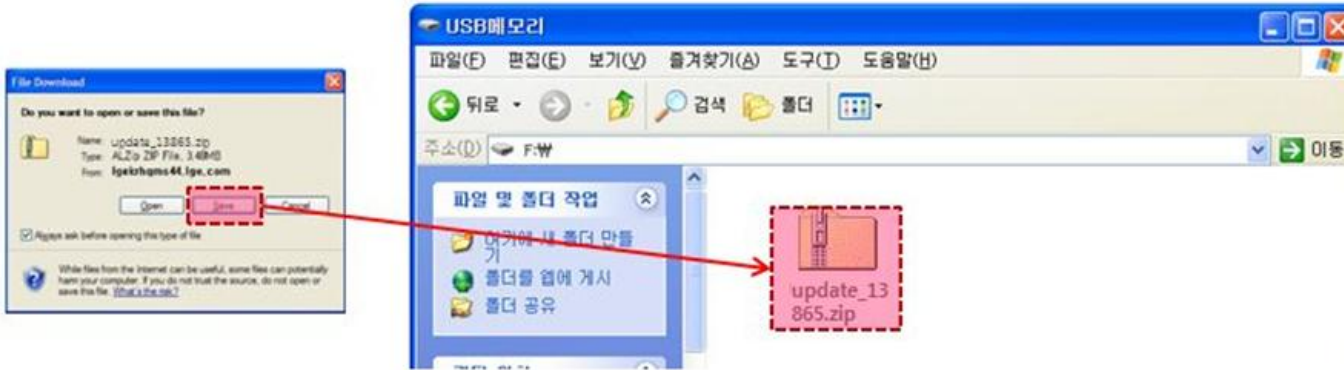 File Download
Do you want to open or save this file?
Name: update_13865.zip
Type: ALZip ZIP File, 3.48MB
From: lgekrhqms44.lge.com
Open Save Cancel
Always ask before opening this type of file
While files from the Internet can be useful, some files can potentially
harm your computer. If you do not trust the source, do not open or
save this file. What's the risk?
USB메모리
파일(F) 편집(E) 보기(V) 즐겨찾기(A) 도구(T) 도움말(H)
뒤로 검색 폴더
주소(D) F:₩ 이동
파일 및 폴더 작업
여기에 새 폴더 만들
기
폴더를 웹에 게시
폴더 공유
update_13
865.zip